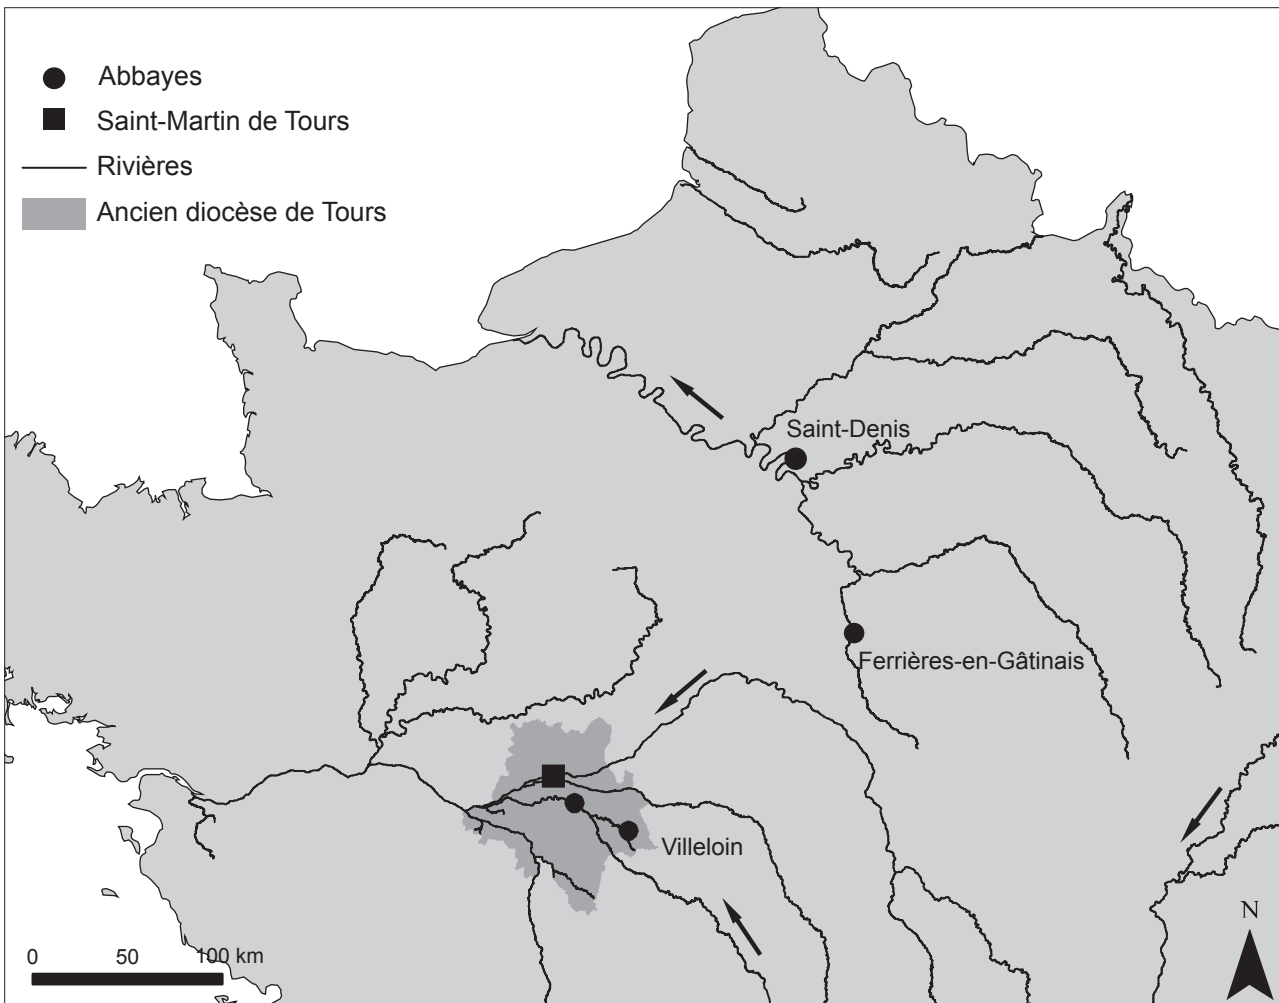 Abbayes
Saint-Martin de Tours
Rivières
Ancien diocèse de Tours
Saint-Denis
Ferrières-en-Gâtinais
Villeloin
0 50 100 km
N